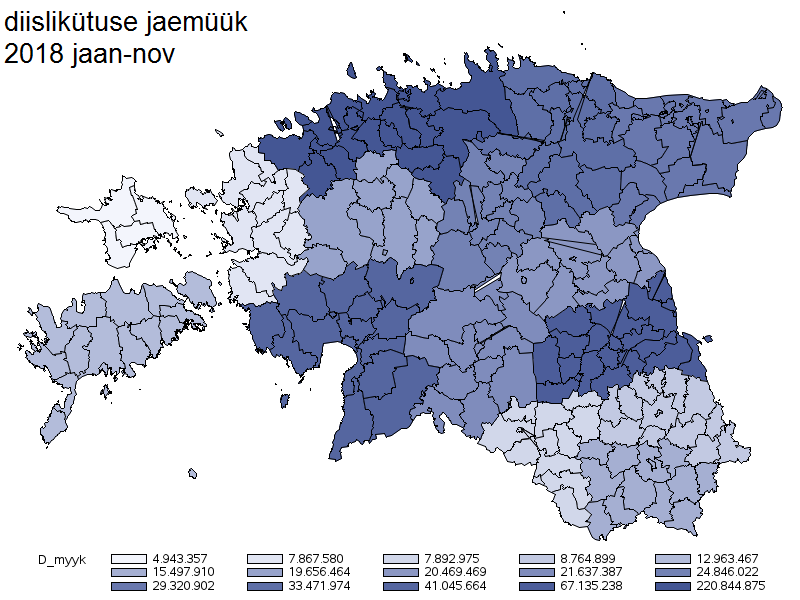 diislikütuse jaemüük
2018 jaan-nov
D_myyk 4.943.357 7.867.580 7.892.975 8.764.899 12.963.467
15.497.910 19.656.464 20.469.469 21.637.387 24.846.022
29.320.902 33.471.974 41.045.664 67.135.238 220.844.875